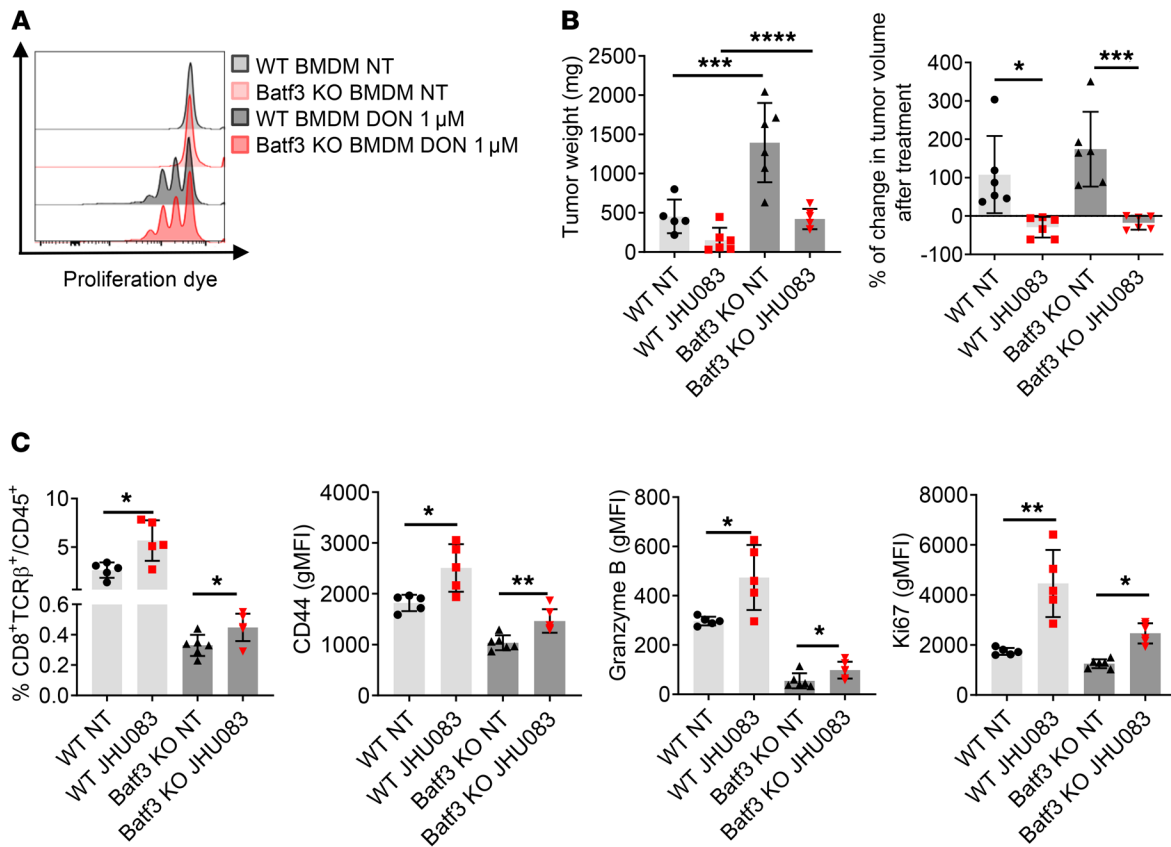 A
WT BMDM NT
Batf3 KO BMDM NT
WT BMDM DON 1 μM
Batf3 KO BMDM DON 1 μM
Proliferation dye
B
Tumor weight (mg)
2500
2000
1500
1000
500
0
***
****
WT NT
WT JHU083
Batf3 KO NT
Batf3 KO JHU083
% of change in tumor volume
after treatment
400
300
200
100
0
-100
*
***
WT NT
WT JHU083
Batf3 KO NT
Batf3 KO JHU083
C
% CD8⁺TCRβ⁺/CD45⁺
10
5
0.6
0.4
0.2
0.0
*
*
WT NT
WT JHU083
Batf3 KO NT
Batf3 KO JHU083
CD44 (gMFI)
4000
3000
2000
1000
0
*
**
WT NT
WT JHU083
Batf3 KO NT
Batf3 KO JHU083
Granzyme B (gMFI)
800
600
400
200
0
*
*
WT NT
WT JHU083
Batf3 KO NT
Batf3 KO JHU083
Ki67 (gMFI)
8000
6000
4000
2000
0
**
*
WT NT
WT JHU083
Batf3 KO NT
Batf3 KO JHU083